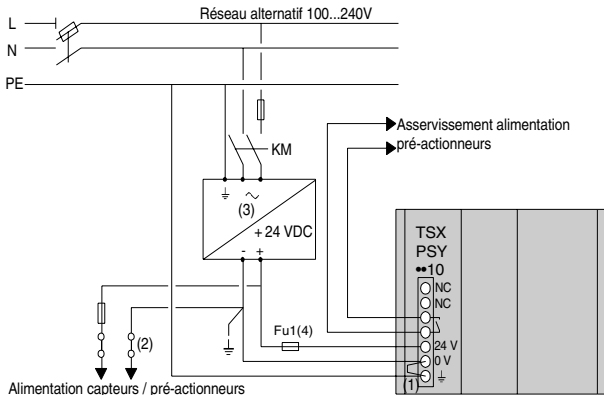 Réseau alternatif 100...240V
L
N
PE
KM
Asservissement alimentation
pré-actionneurs
(3)
+ 24 VDC
- +
TSX
PSY
••10
NC
NC
Fu1(4)
24 V
(2)
0 V
(1)
Alimentation capteurs / pré-actionneurs